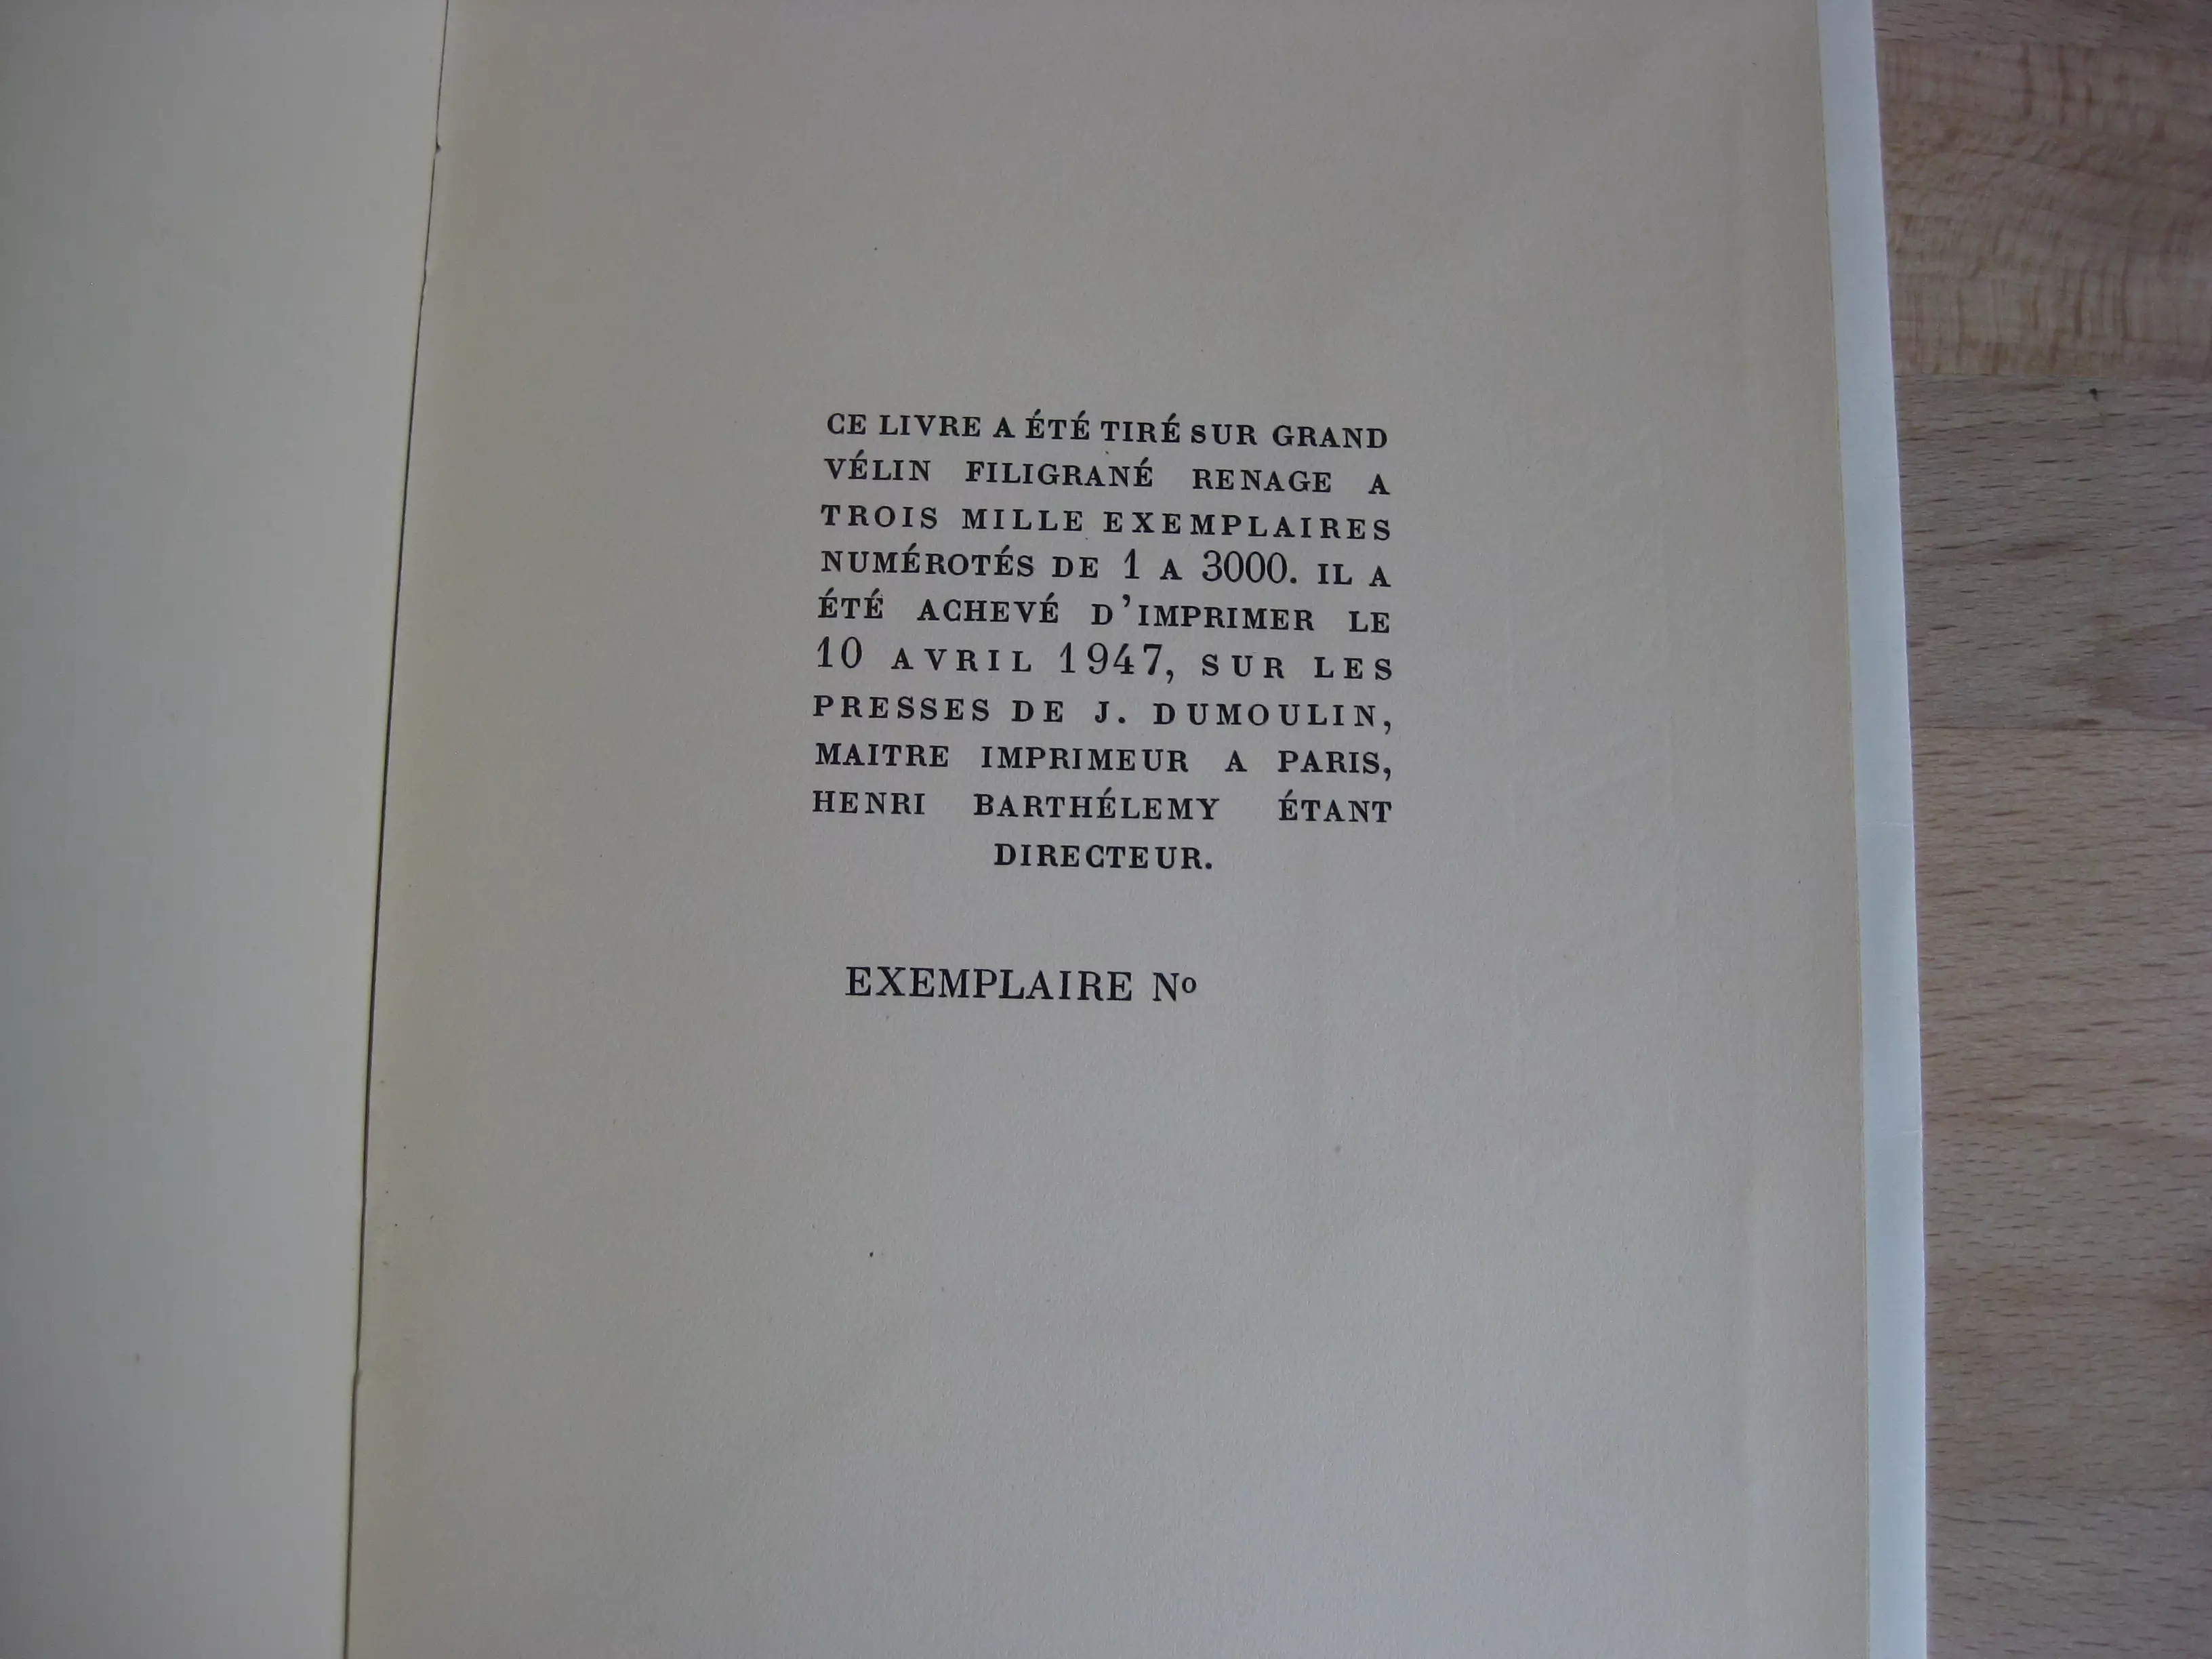 CE LIVRE A ÉTÉ TIRÉ SUR GRAND
VÉLIN FILIGRANÉ RENAGE A
TROIS MILLE EXEMPLAIRES
NUMÉROTÉS DE 1 A 3000. IL A
ÉTÉ ACHEVÉ D'IMPRIMER LE
10 AVRIL 1947, SUR LES
PRESSES DE J. DUMOULIN,
MAITRE IMPRIMEUR A PARIS,
HENRI BARTHÉLEMY ÉTANT
DIRECTEUR.
EXEMPLAIRE Nº